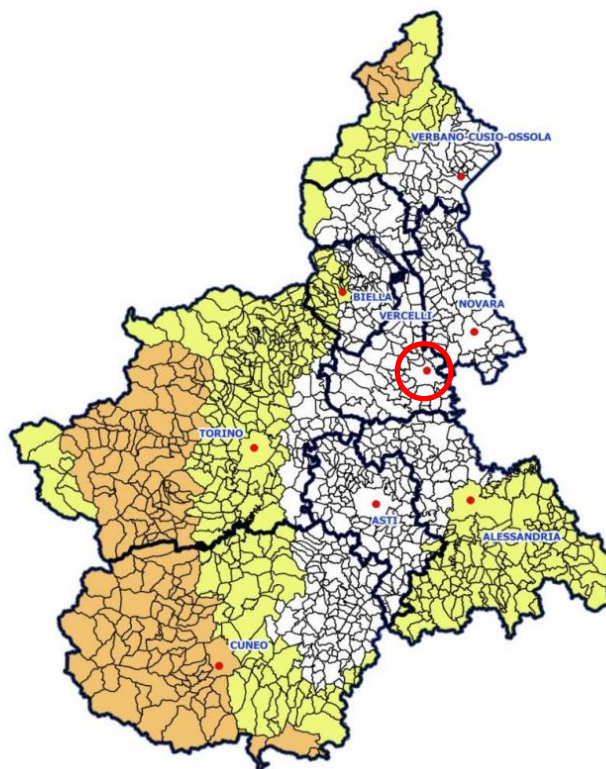 VERBANO-CUSIO-OSSOLA
BIELLA
NOVARA
VERCELLI
TORINO
ASTI
ALESSANDRIA
CUNEO